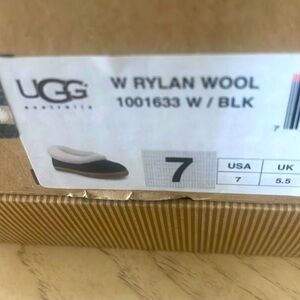 UGG
australia
W RYLAN WOOL
1001633 W / BLK
7
7
USA UK
7 5.5